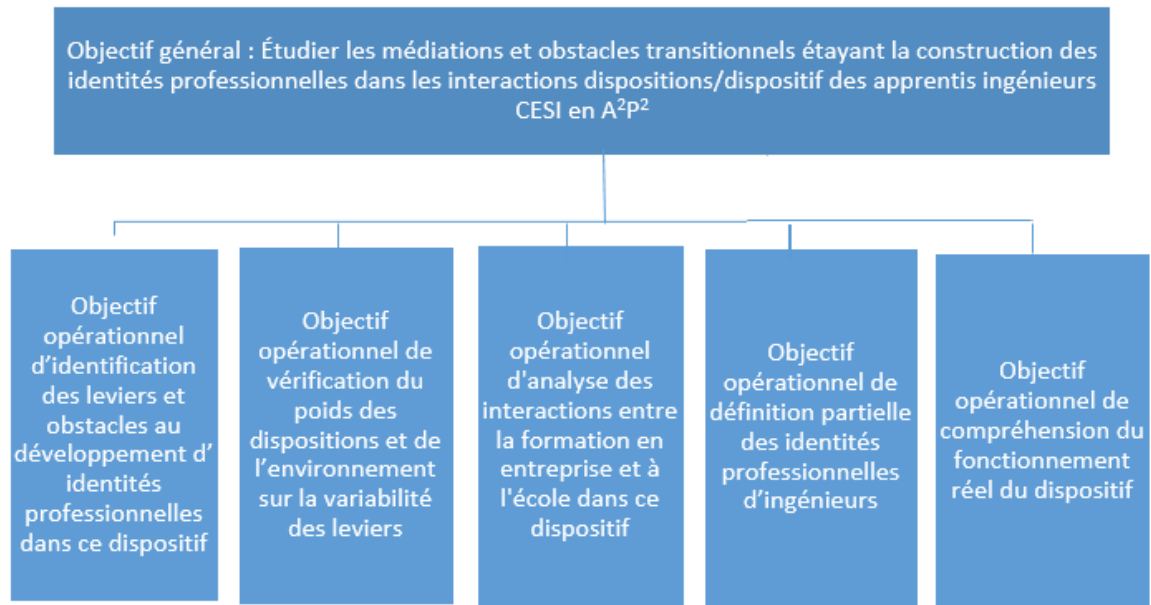 Objectif général : Étudier les médiations et obstacles transitionnels étayant la construction des
identités professionnelles dans les interactions dispositions/dispositif des apprentis ingénieurs
CESI en A²P²
Objectif
opérationnel
d’identification
des leviers et
obstacles au
développement d’
identités
professionnelles
dans ce dispositif
Objectif
opérationnel de
vérification du
poids des
dispositions et de
l’environnement
sur la variabilité
des leviers
Objectif
opérationnel
d'analyse des
interactions entre
la formation en
entreprise et à
l'école dans ce
dispositif
Objectif
opérationnel de
définition partielle
des identités
professionnelles
d’ingénieurs
Objectif
opérationnel de
compréhension du
fonctionnement
réel du dispositif